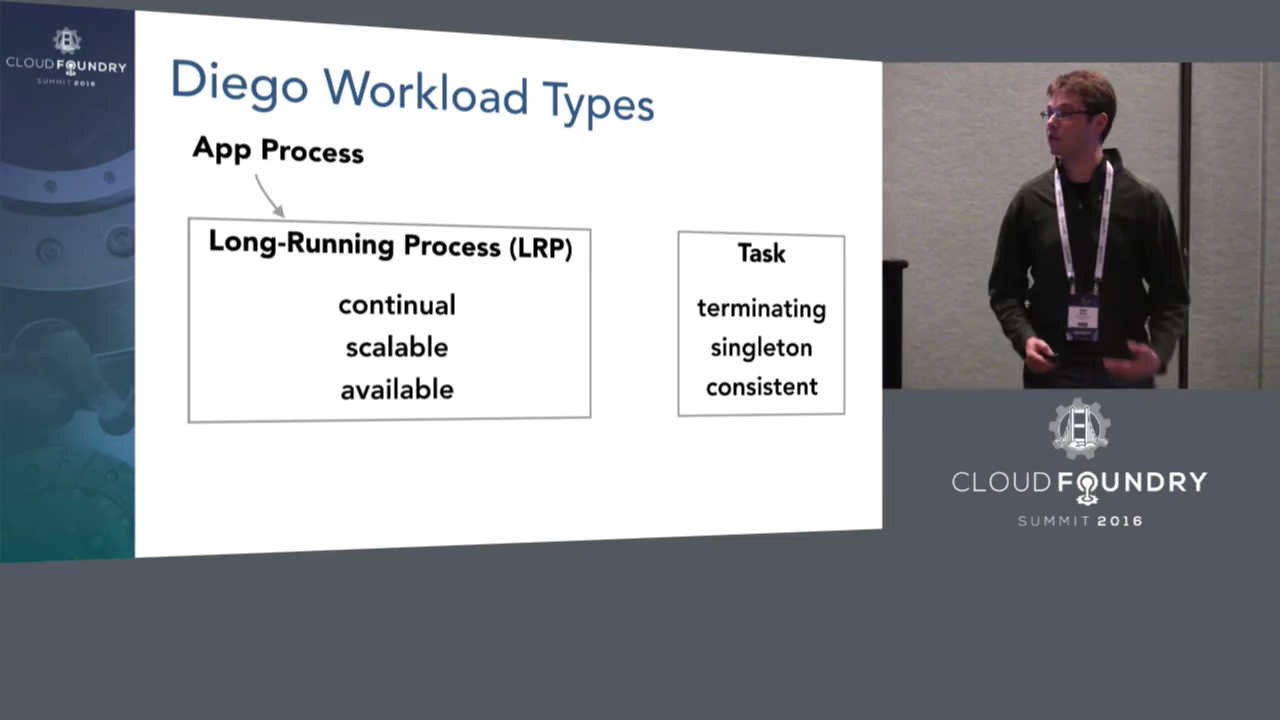 CLOUD FOUNDRY
SUMMIT 2016
Diego Workload Types
App Process
Long-Running Process (LRP)
continual
scalable
available
Task
terminating
singleton
consistent
CLOUD FOUNDRY
SUMMIT 2016